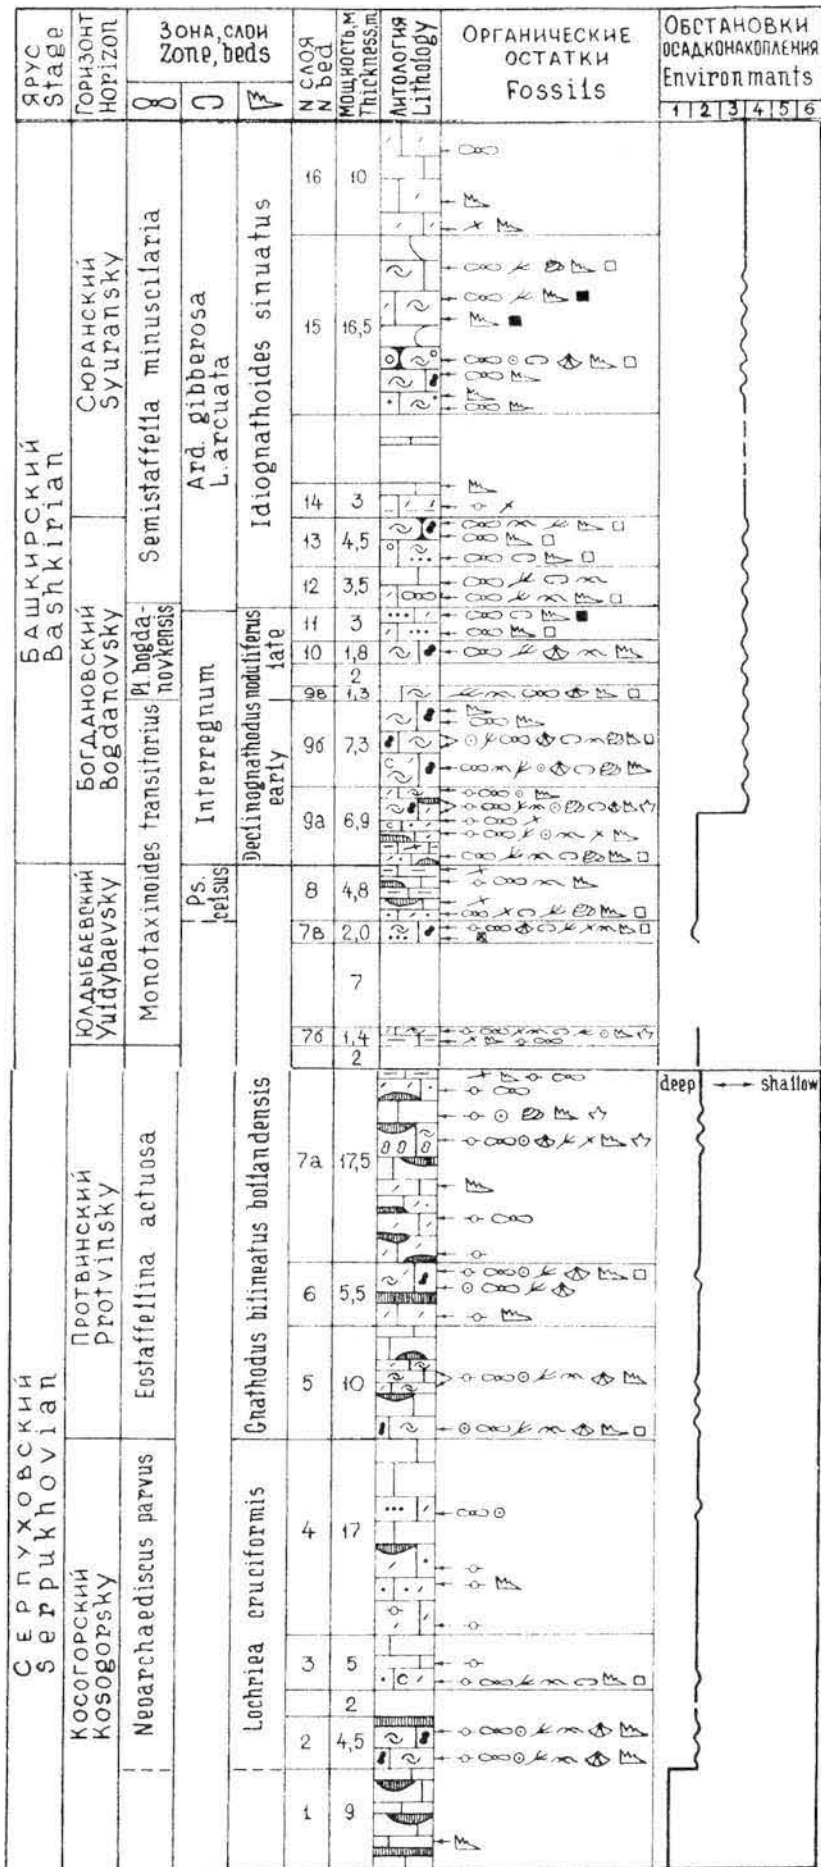 ЯРУС
Stage
ГОРИЗОНТ
Horizon
ЗОНА, СЛОИ
Zone, beds
N СЛОЯ
N bed
МОЩНОСТЬ, М
Thickness, m
ЛИТОЛОГИЯ
Lithology
ОРГАНИЧЕСКИЕ
ОСТАТКИ
Fossils
ОБСТАНОВКИ
ОСАДКОНАКОПЛЕНИЯ
Environmants
1 2 3 4 5 6
БАШКИРСКИЙ
Bashkirian
СЮРАНСКИЙ
Syuransky
БОГДАНОВСКИЙ
Bogdanovsky
ЮЛДЫБАЕВСКИЙ
Yuldybaevsky
Semistaffella minuscilaria
Pl. bogda-
novkensis
Monotaxinoides transitorius
Ard. gibberosa
L. arcuata
Interregnum
Ps.
celsus
Idiognathoides sinuatus
Declinognathodus noduliferus
late
early
16 10
15 16,5
14 3
13 4,5
12 3,5
11 3
10 1,8
2
9в 1,3
9б 7,3
9а 6,9
8 4,8
7в 2,0
7
7б 1,4
2
deep ←→ shallow
СЕРПУХОВСКИЙ
Serpukhovian
ПРОТВИНСКИЙ
Protvinsky
КОСОГОРСКИЙ
Kosogorsky
Eostaffellina actuosa
Neoarchaediscus parvus
Gnathodus bilineatus bollandensis
Lochriea cruciformis
7а 17,5
6 5,5
5 10
4 17
3 5
2
2 4,5
1 9